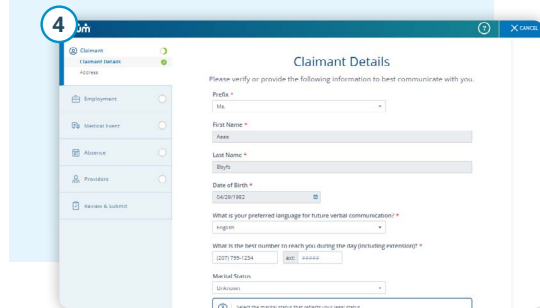 4
ûm
?
CANCEL
Claimant
Claimant Details
Address
Employment
Medical Event
Absence
Providers
Review & Submit
Claimant Details
Please verify or provide the following information to best communicate with you.
Prefix *
Ms.
First Name *
Last Name *
Date of Birth *
04/29/1982
What is your preferred language for future verbal communication? *
English
What is the best number to reach you during the day (including extension)? *
(207) 795-1234 ext: #####
Marital Status
Unknown
Select the marital status that reflects your legal status